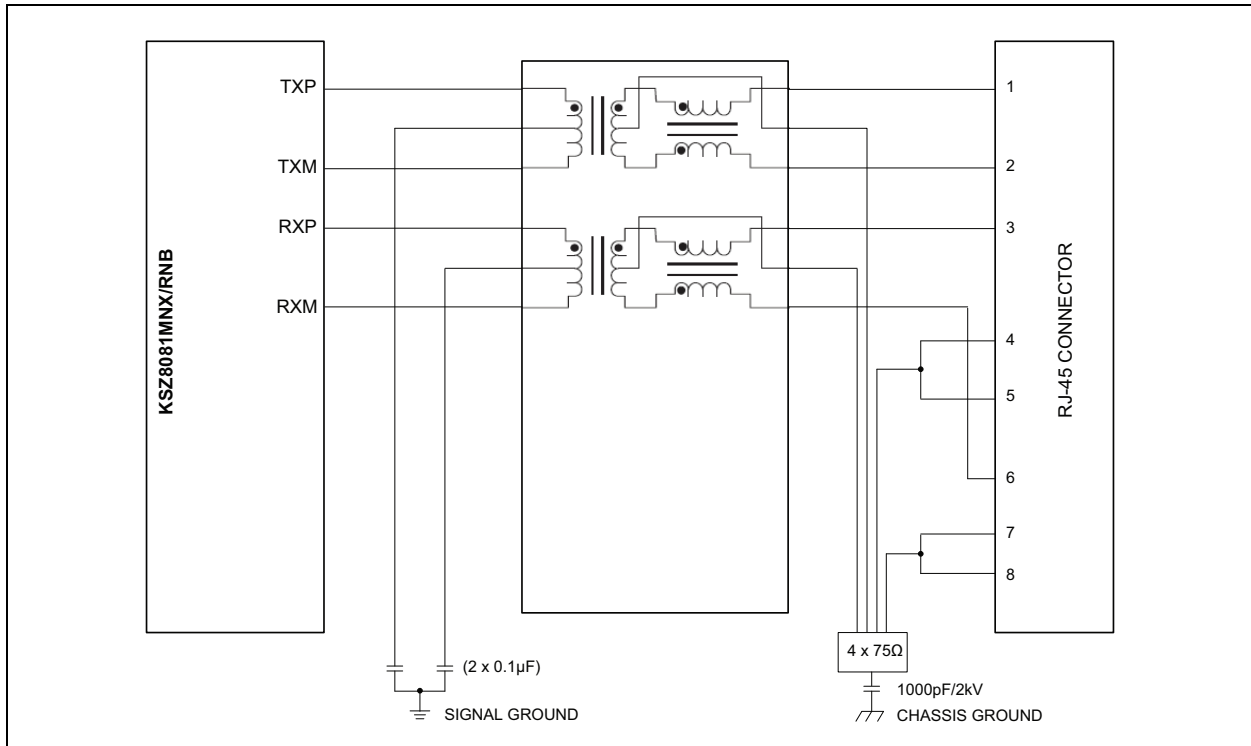 KSZ8081MNX/RNB
TXP
TXM
RXP
RXM
1
2
3
4
5
6
7
8
RJ-45 CONNECTOR
(2 x 0.1µF)
SIGNAL GROUND
4 x 75Ω
1000pF/2kV
CHASSIS GROUND